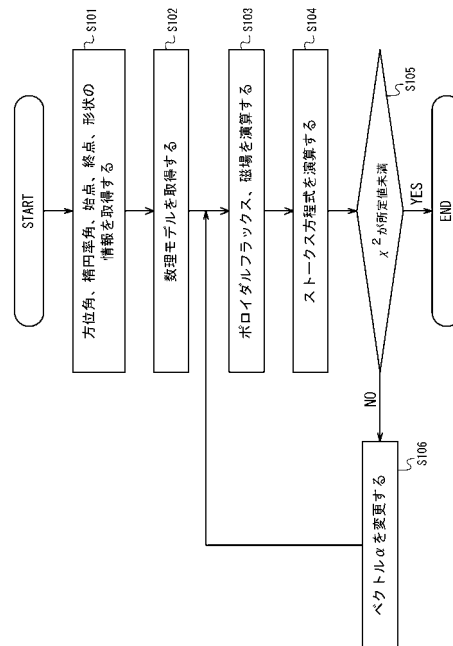 START
方位角、楕円率角、始点、終点、形状の
情報を取得する
S101
数理モデルを取得する
S102
ポロイダルフラックス、磁場を演算する
S103
ストークス方程式を演算する
S104
χ²が所定値未満
S105
YES
END
NO
ベクトルαを変更する
S106